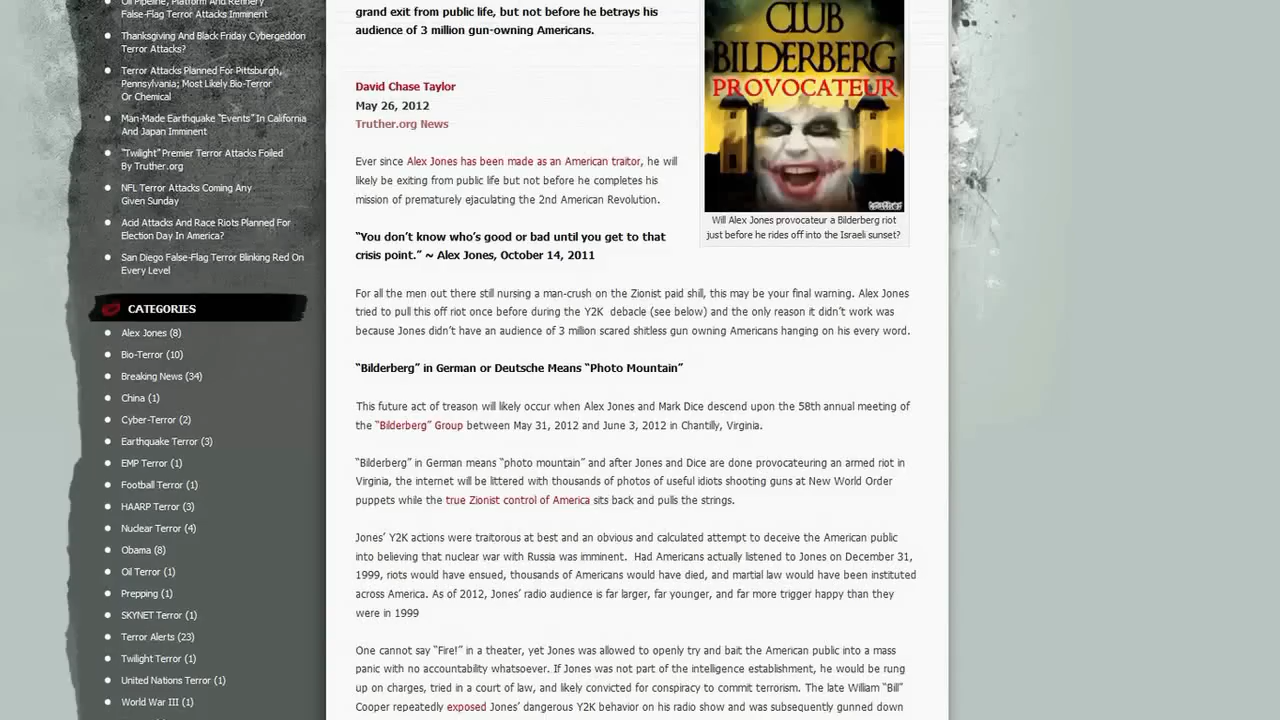 Oil Pipeline, Platform And Refinery
False-Flag Terror Attacks Imminent
Thanksgiving And Black Friday Cybergeddon
Terror Attacks?
Terror Attacks Planned For Pittsburgh,
Pennsylvania; Most Likely Bio-Terror
Or Chemical
Man-Made Earthquake “Events” In California
And Japan Imminent
“Twilight” Premier Terror Attacks Foiled
By Truther.org
NFL Terror Attacks Coming Any
Given Sunday
Acid Attacks And Race Riots Planned For
Election Day In America?
San Diego False-Flag Terror Blinking Red On
Every Level
CATEGORIES
Alex Jones (8)
Bio-Terror (10)
Breaking News (34)
China (1)
Cyber-Terror (2)
Earthquake Terror (3)
EMP Terror (1)
Football Terror (1)
HAARP Terror (3)
Nuclear Terror (4)
Obama (8)
Oil Terror (1)
Prepping (1)
SKYNET Terror (1)
Terror Alerts (23)
Twilight Terror (1)
United Nations Terror (1)
World War III (1)
grand exit from public life, but not before he betrays his
audience of 3 million gun-owning Americans.
David Chase Taylor
May 26, 2012
Truther.org News
Ever since Alex Jones has been made as an American traitor, he will
likely be exiting from public life but not before he completes his
mission of prematurely ejaculating the 2nd American Revolution.
“You don’t know who’s good or bad until you get to that
crisis point.” ~ Alex Jones, October 14, 2011
CLUB
BILDERBERG
PROVOCATEUR
truther
Will Alex Jones provocateur a Bilderberg riot
just before he rides off into the Israeli sunset?
For all the men out there still nursing a man-crush on the Zionist paid shill, this may be your final warning. Alex Jones
tried to pull this off riot once before during the Y2K debacle (see below) and the only reason it didn’t work was
because Jones didn’t have an audience of 3 million scared shitless gun owning Americans hanging on his every word.
“Bilderberg” in German or Deutsche Means “Photo Mountain”
This future act of treason will likely occur when Alex Jones and Mark Dice descend upon the 58th annual meeting of
the “Bilderberg” Group between May 31, 2012 and June 3, 2012 in Chantilly, Virginia.
“Bilderberg” in German means “photo mountain” and after Jones and Dice are done provocateuring an armed riot in
Virginia, the internet will be littered with thousands of photos of useful idiots shooting guns at New World Order
puppets while the true Zionist control of America sits back and pulls the strings.
Jones’ Y2K actions were traitorous at best and an obvious and calculated attempt to deceive the American public
into believing that nuclear war with Russia was imminent. Had Americans actually listened to Jones on December 31,
1999, riots would have ensued, thousands of Americans would have died, and martial law would have been instituted
across America. As of 2012, Jones’ radio audience is far larger, far younger, and far more trigger happy than they
were in 1999
One cannot say “Fire!” in a theater, yet Jones was allowed to openly try and bait the American public into a mass
panic with no accountability whatsoever. If Jones was not part of the intelligence establishment, he would be rung
up on charges, tried in a court of law, and likely convicted for conspiracy to commit terrorism. The late William “Bill”
Cooper repeatedly exposed Jones’ dangerous Y2K behavior on his radio show and was subsequently gunned down